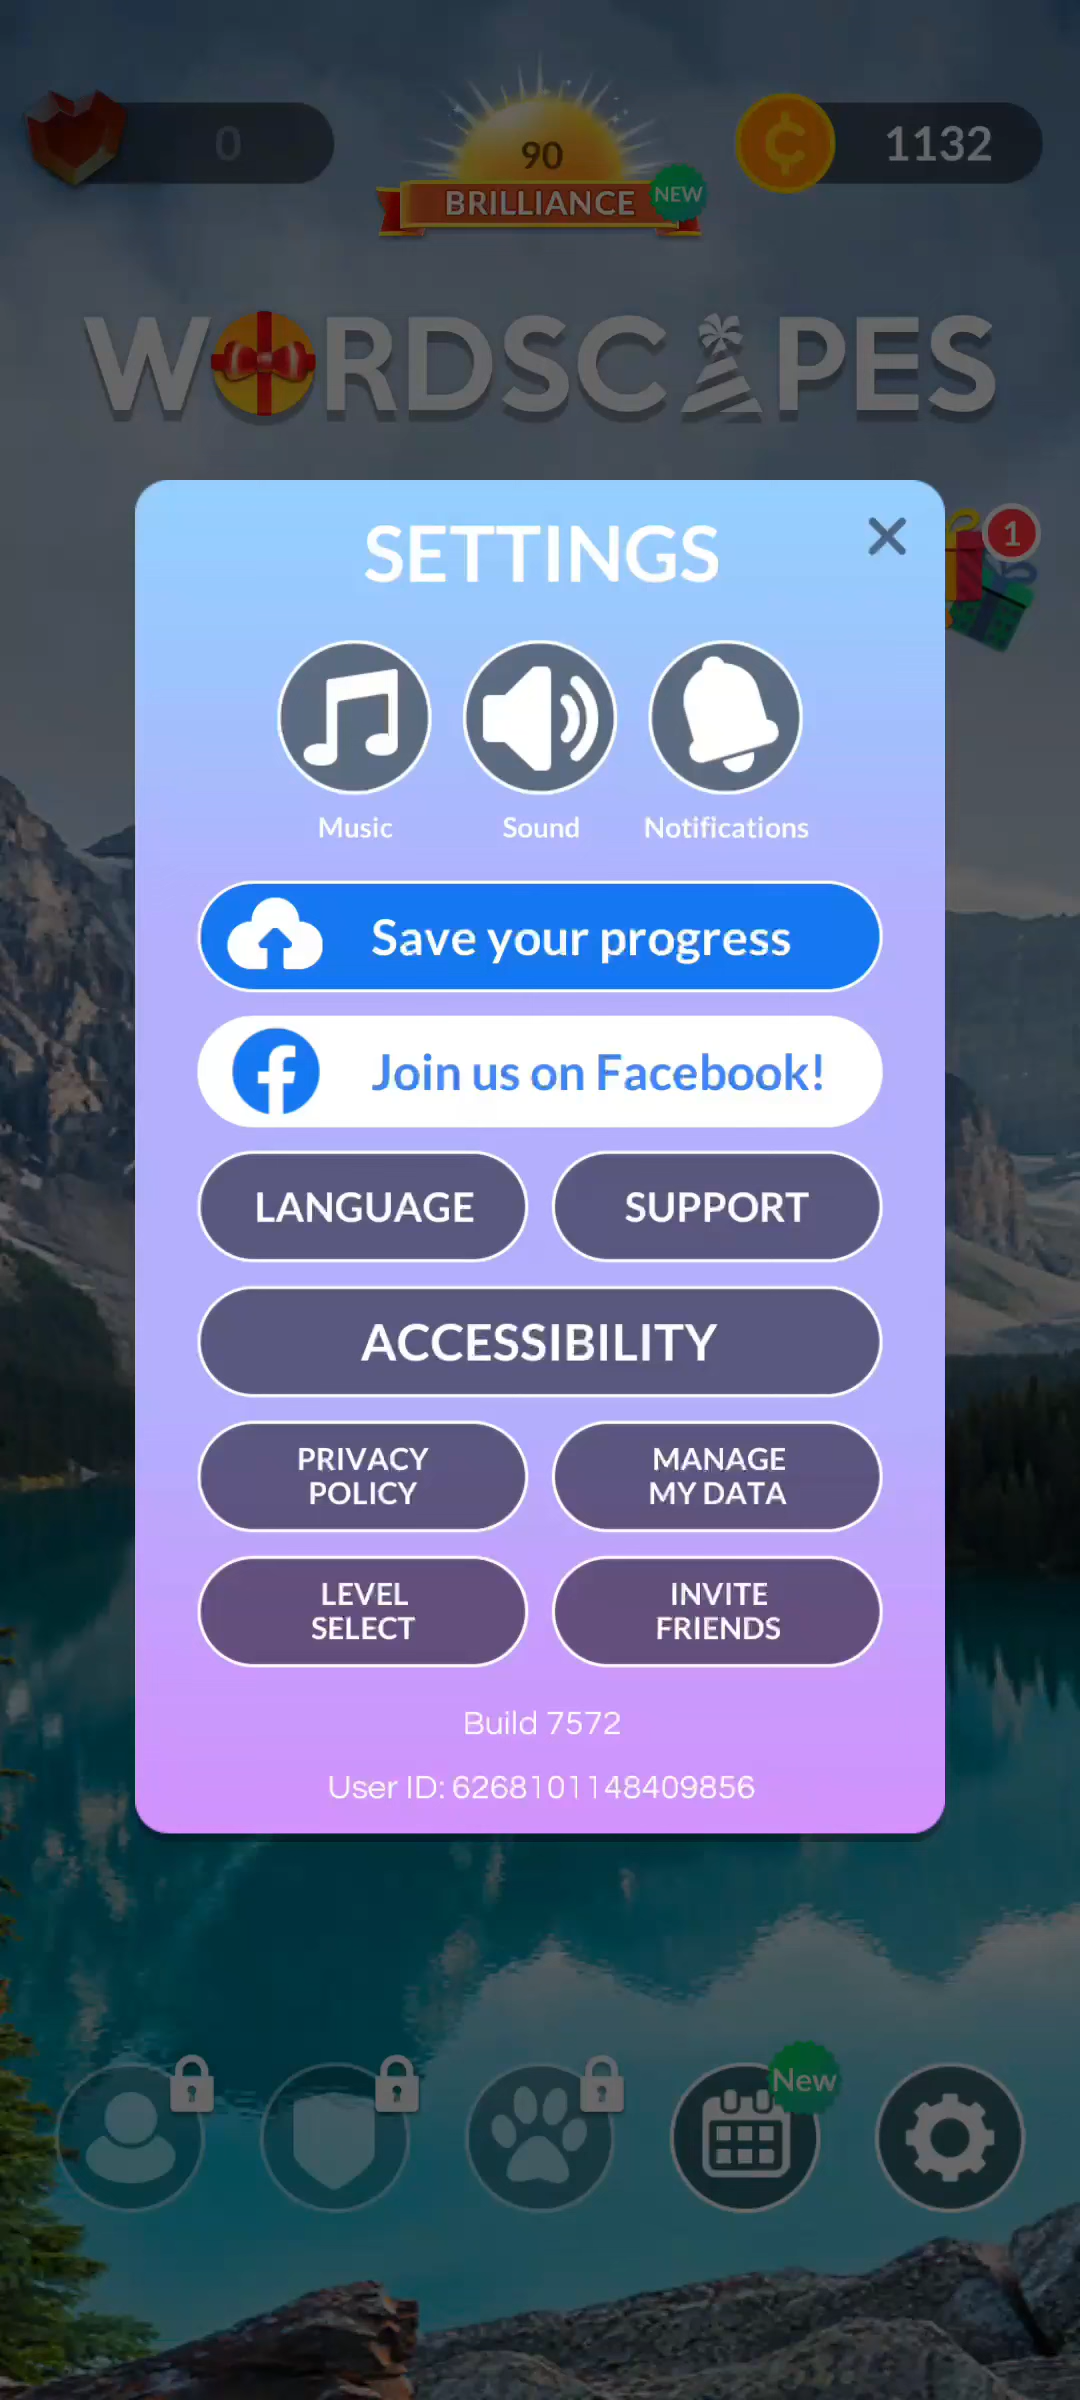 0
90
BRILLIANCE
NEW
1132
WORDSCAPES
SETTINGS
1
Music
Sound
Notifications
Save your progress
Join us on Facebook!
LANGUAGE
SUPPORT
ACCESSIBILITY
PRIVACY
POLICY
MANAGE
MY DATA
LEVEL
SELECT
INVITE
FRIENDS
Build 7572
User ID: 6268101148409856
New